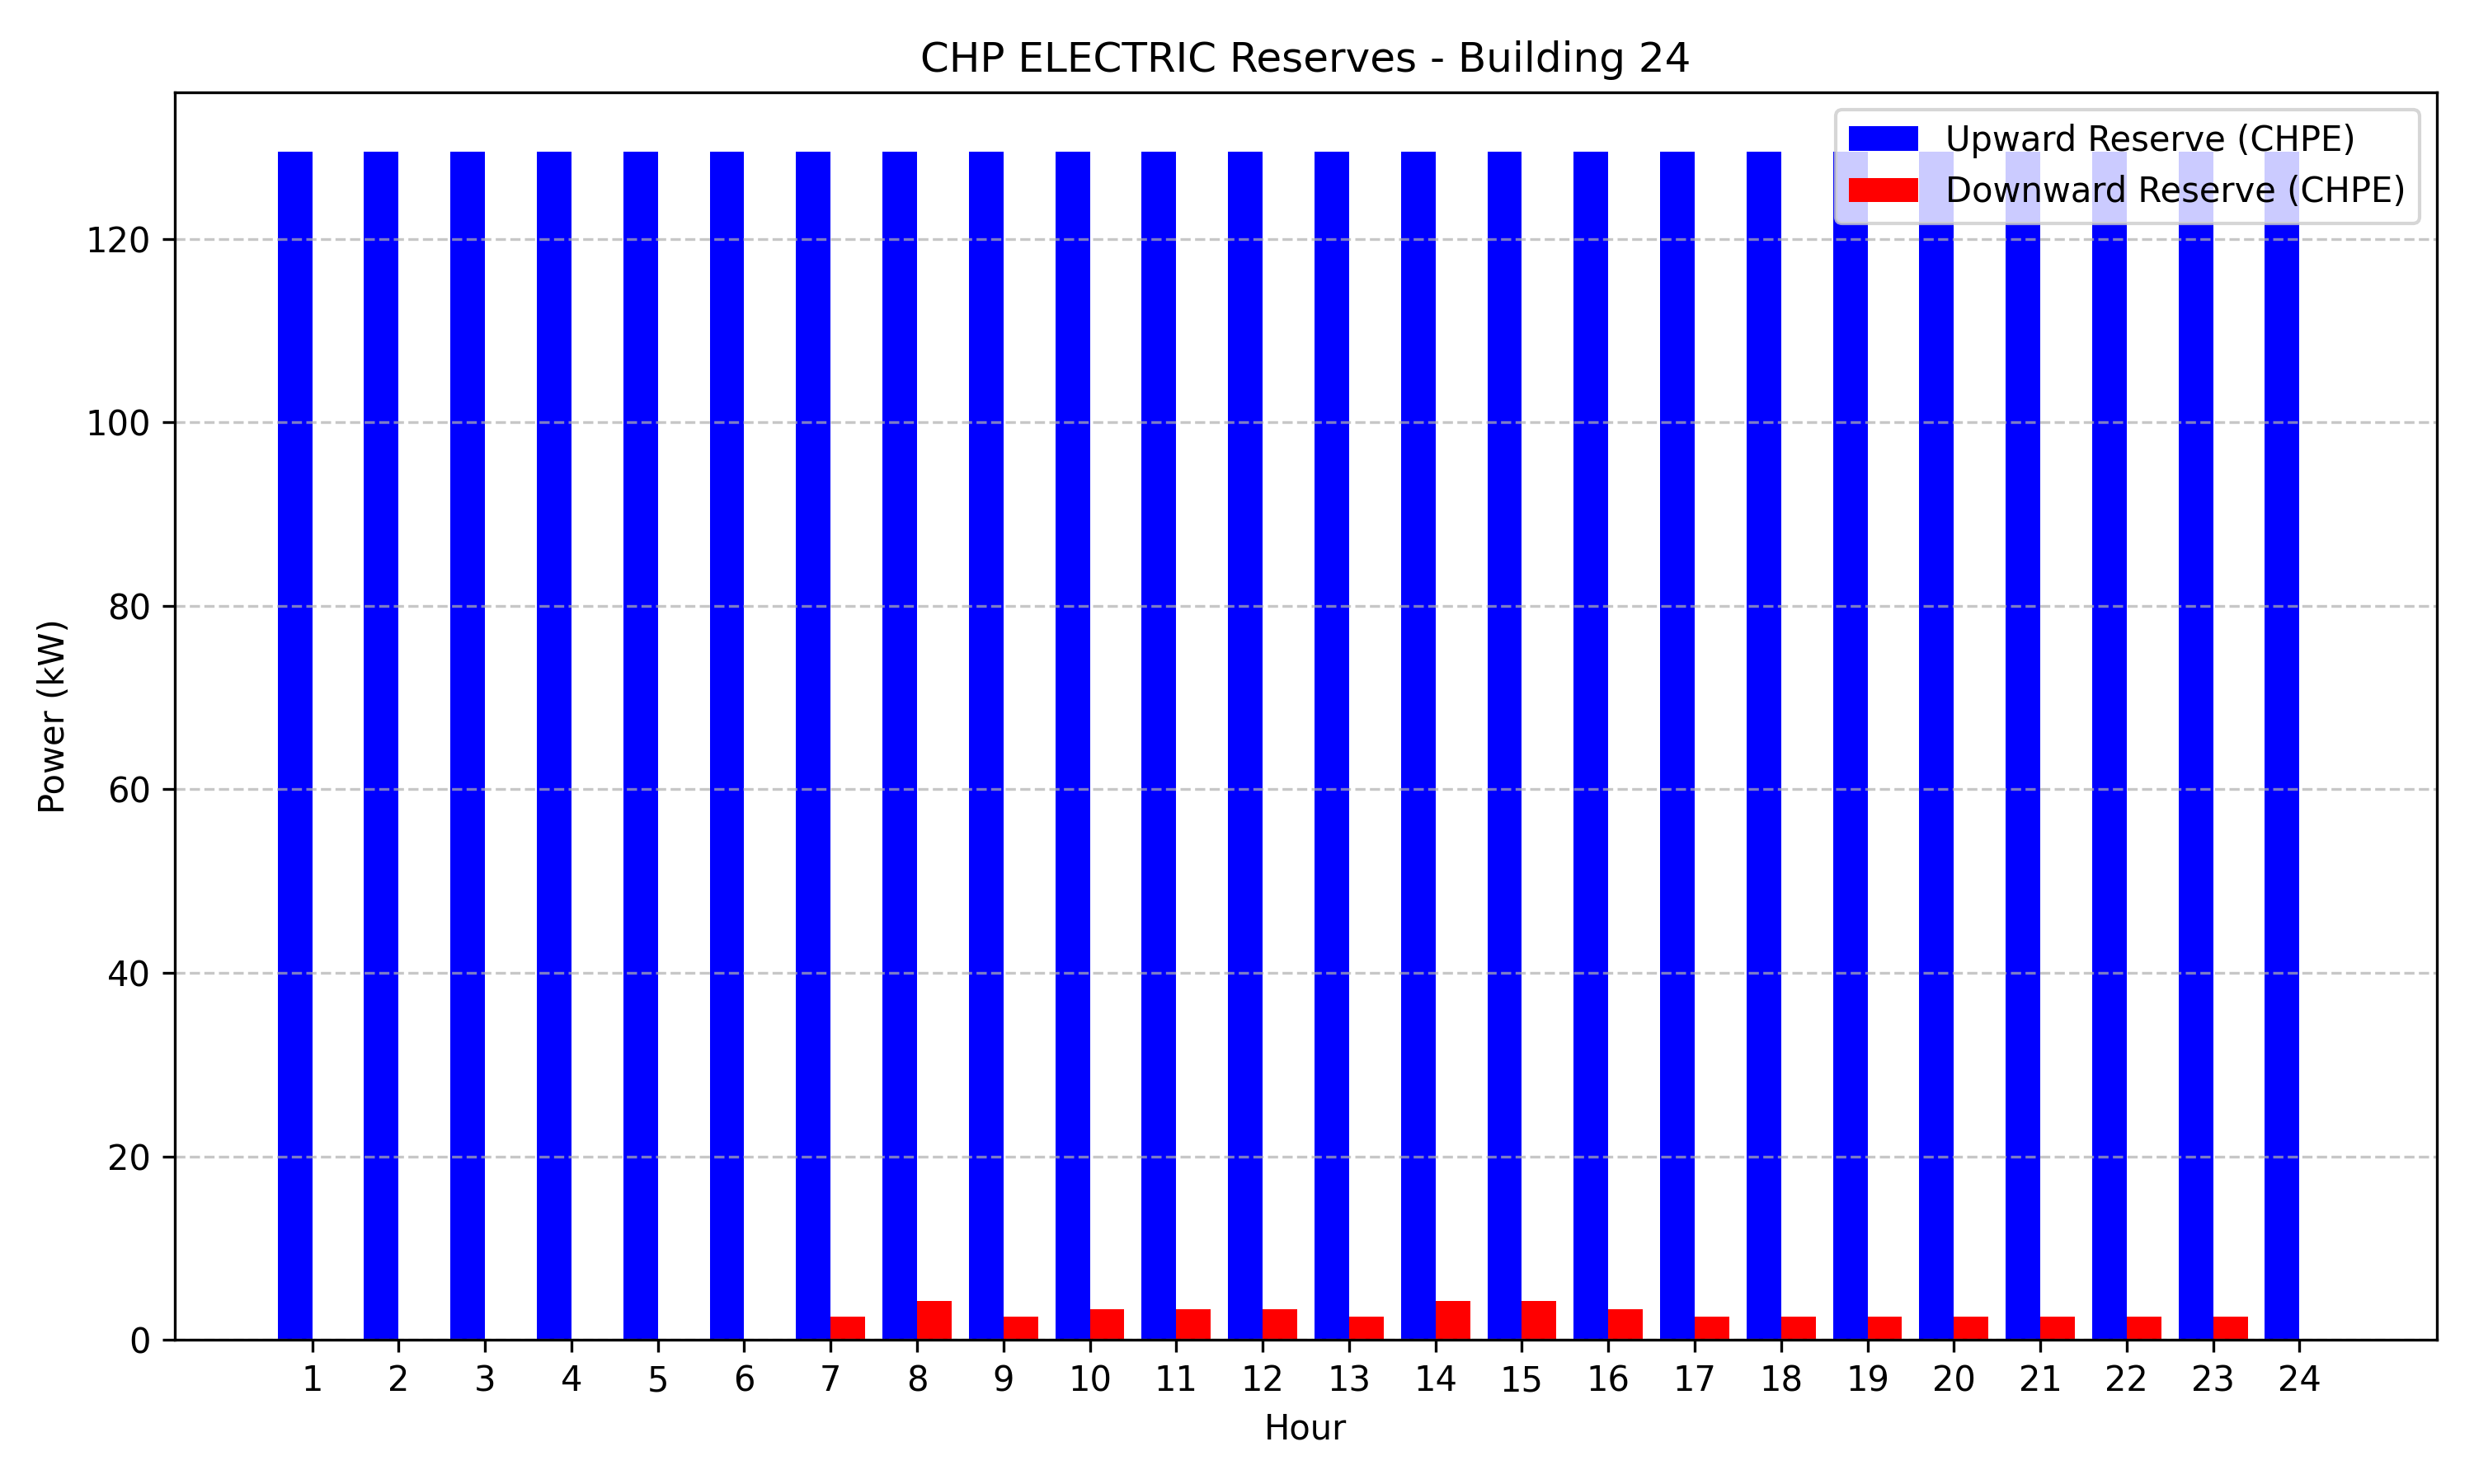 CHP ELECTRIC Reserves - Building 24
Upward Reserve (CHPE)
Downward Reserve (CHPE)
120
100
80
60
40
20
0
Power (kW)
1 2 3 4 5 6 7 8 9 10 11 12 13 14 15 16 17 18 19 20 21 22 23 24
Hour